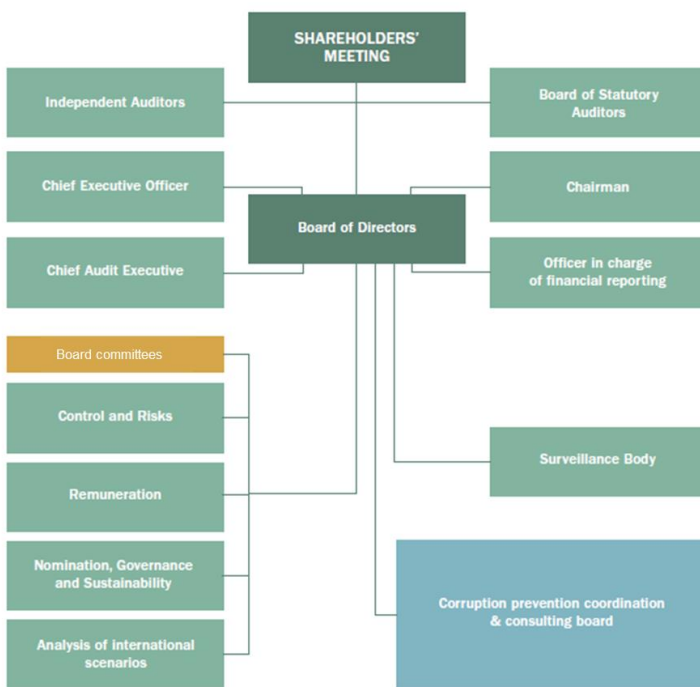 SHAREHOLDERS'
MEETING
Independent Auditors
Board of Statutory
Auditors
Chief Executive Officer
Chairman
Board of Directors
Chief Audit Executive
Officer in charge
of financial reporting
Board committees
Control and Risks
Surveillance Body
Remuneration
Nomination, Governance
and Sustainability
Corruption prevention coordination
& consulting board
Analysis of international
scenarios